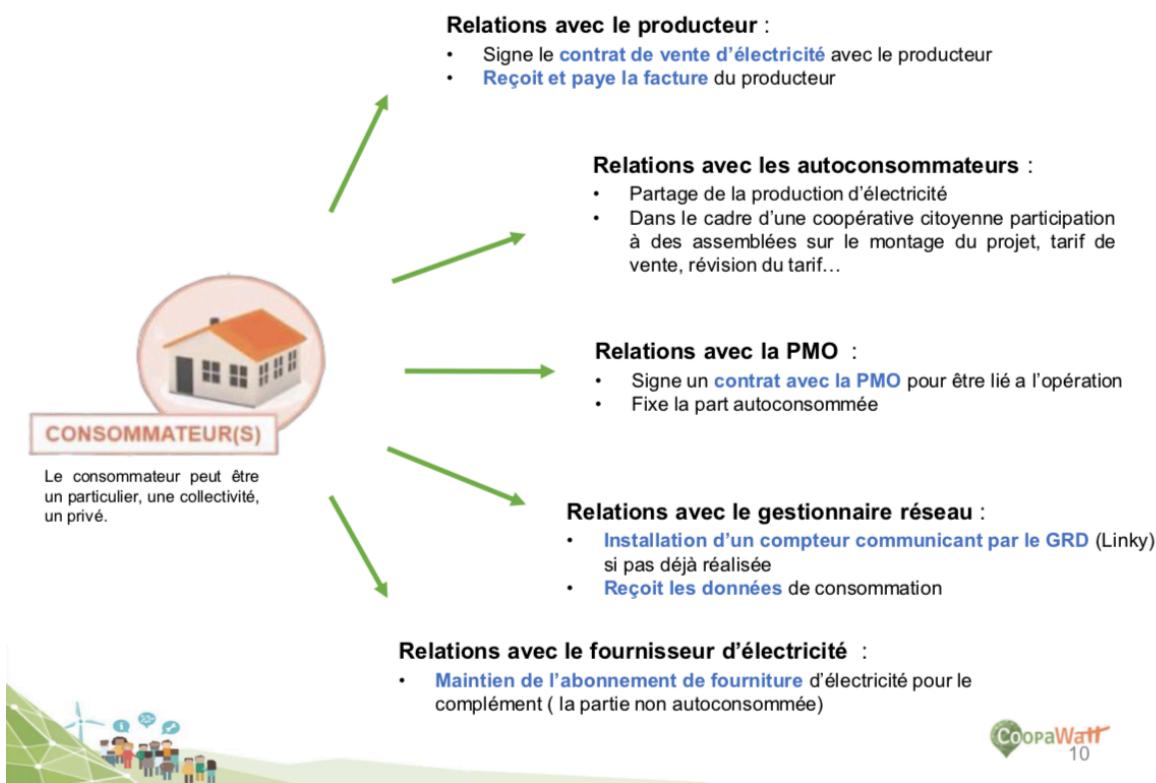 Relations avec le producteur :
• Signe le contrat de vente d'électricité avec le producteur
• Reçoit et paye la facture du producteur
Relations avec les autoconsommateurs :
• Partage de la production d'électricité
• Dans le cadre d'une coopérative citoyenne participation
à des assemblées sur le montage du projet, tarif de
vente, révision du tarif…
CONSOMMATEUR(S)
Le consommateur peut être
un particulier, une collectivité,
un privé.
Relations avec la PMO :
• Signe un contrat avec la PMO pour être lié a l'opération
• Fixe la part autoconsommée
Relations avec le gestionnaire réseau :
• Installation d'un compteur communicant par le GRD (Linky)
si pas déjà réalisée
• Reçoit les données de consommation
Relations avec le fournisseur d'électricité :
• Maintien de l'abonnement de fourniture d'électricité pour le
complément ( la partie non autoconsommée)
CoopaWatt
10